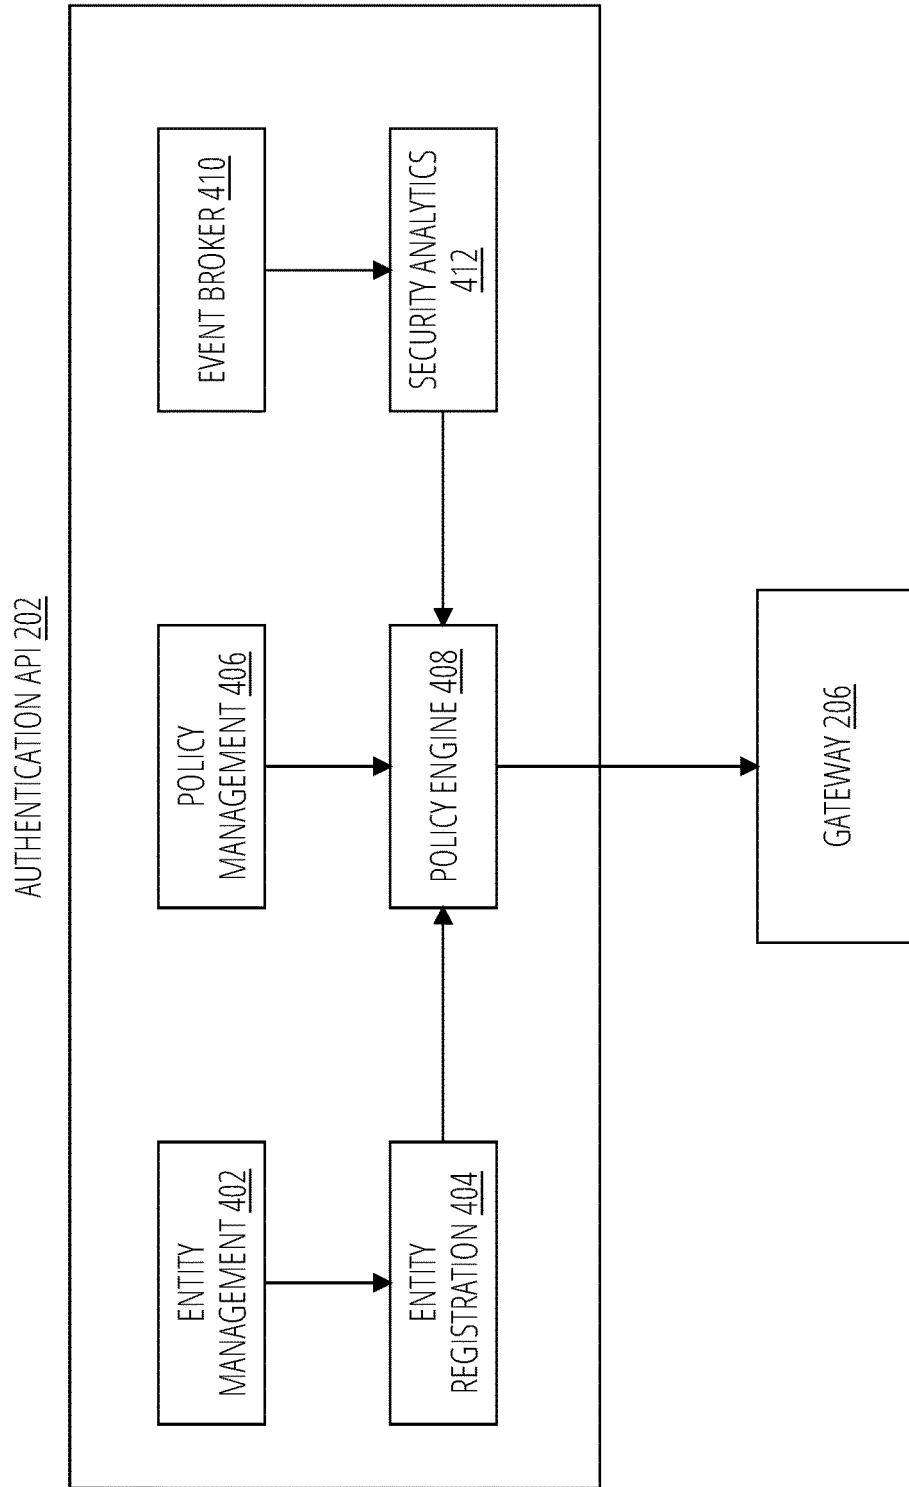 AUTHENTICATION API 202
ENTITY
MANAGEMENT 402
POLICY
MANAGEMENT 406
EVENT BROKER 410
ENTITY
REGISTRATION 404
POLICY ENGINE 408
SECURITY ANALYTICS
412
GATEWAY 206